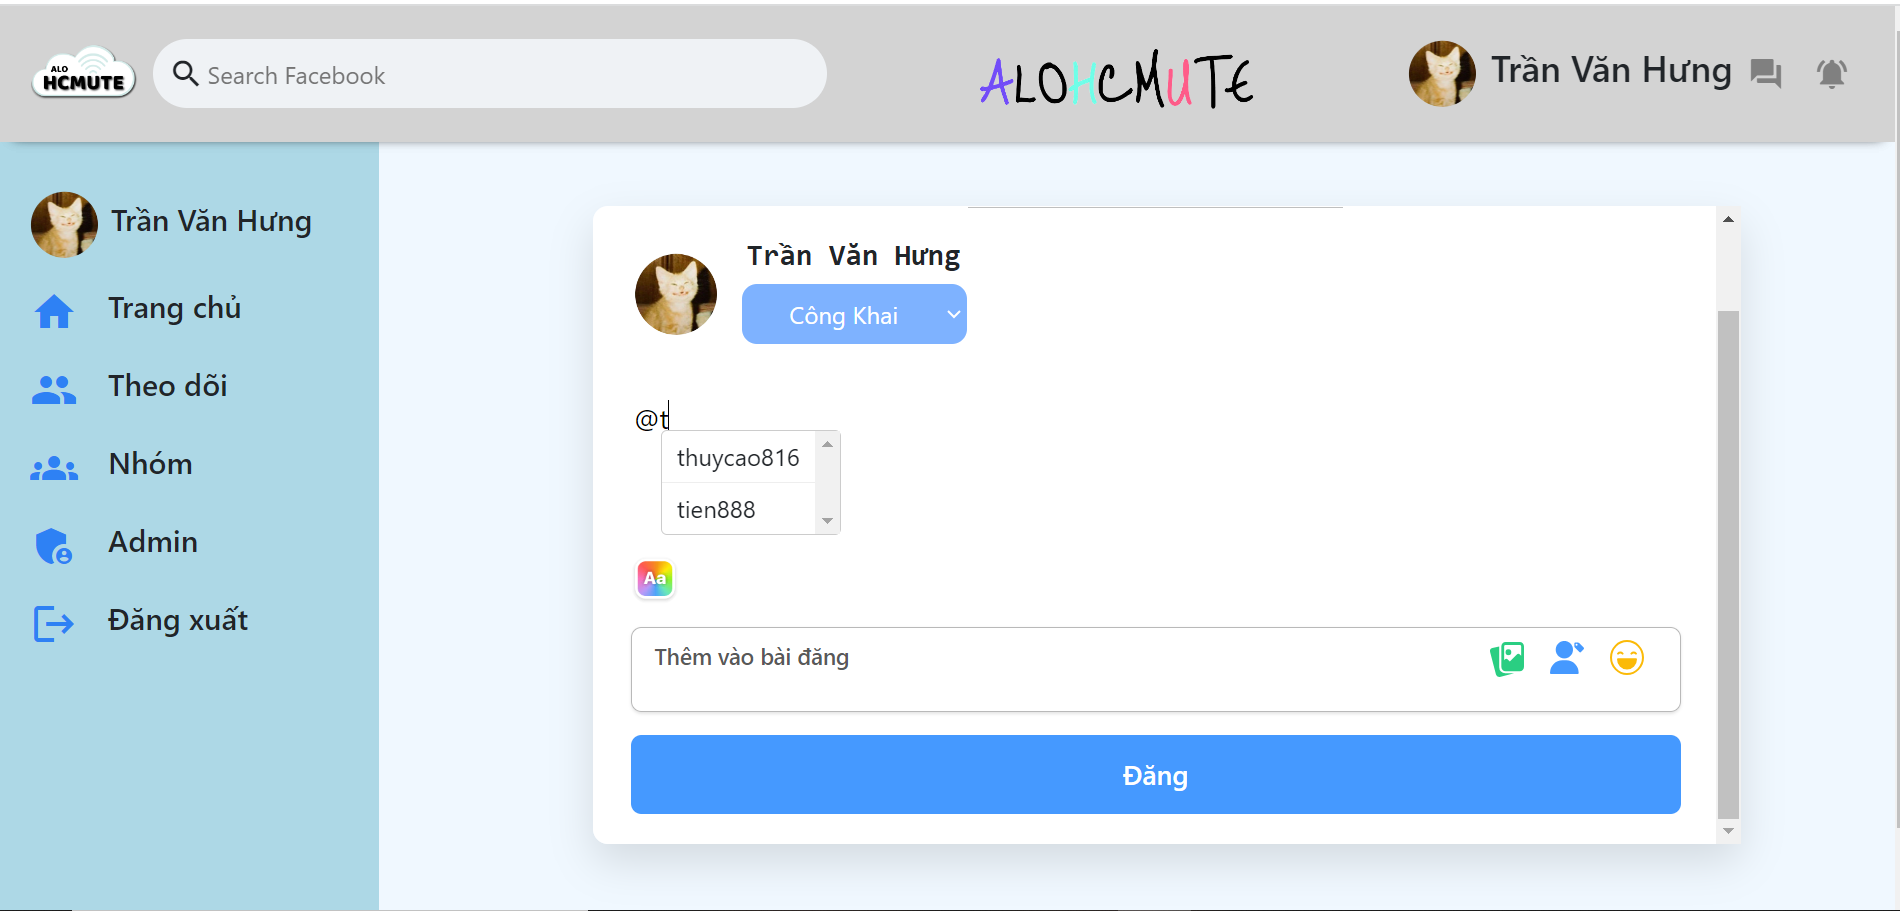 ALO
HCMUTE
Search Facebook
ALOHCMUTE
Trần Văn Hưng
Trần Văn Hưng
Trang chủ
Theo dõi
Nhóm
Admin
Đăng xuất
Trần Văn Hưng
Công Khai
@t
thuycao816
tien888
Aa
Thêm vào bài đăng
Đăng